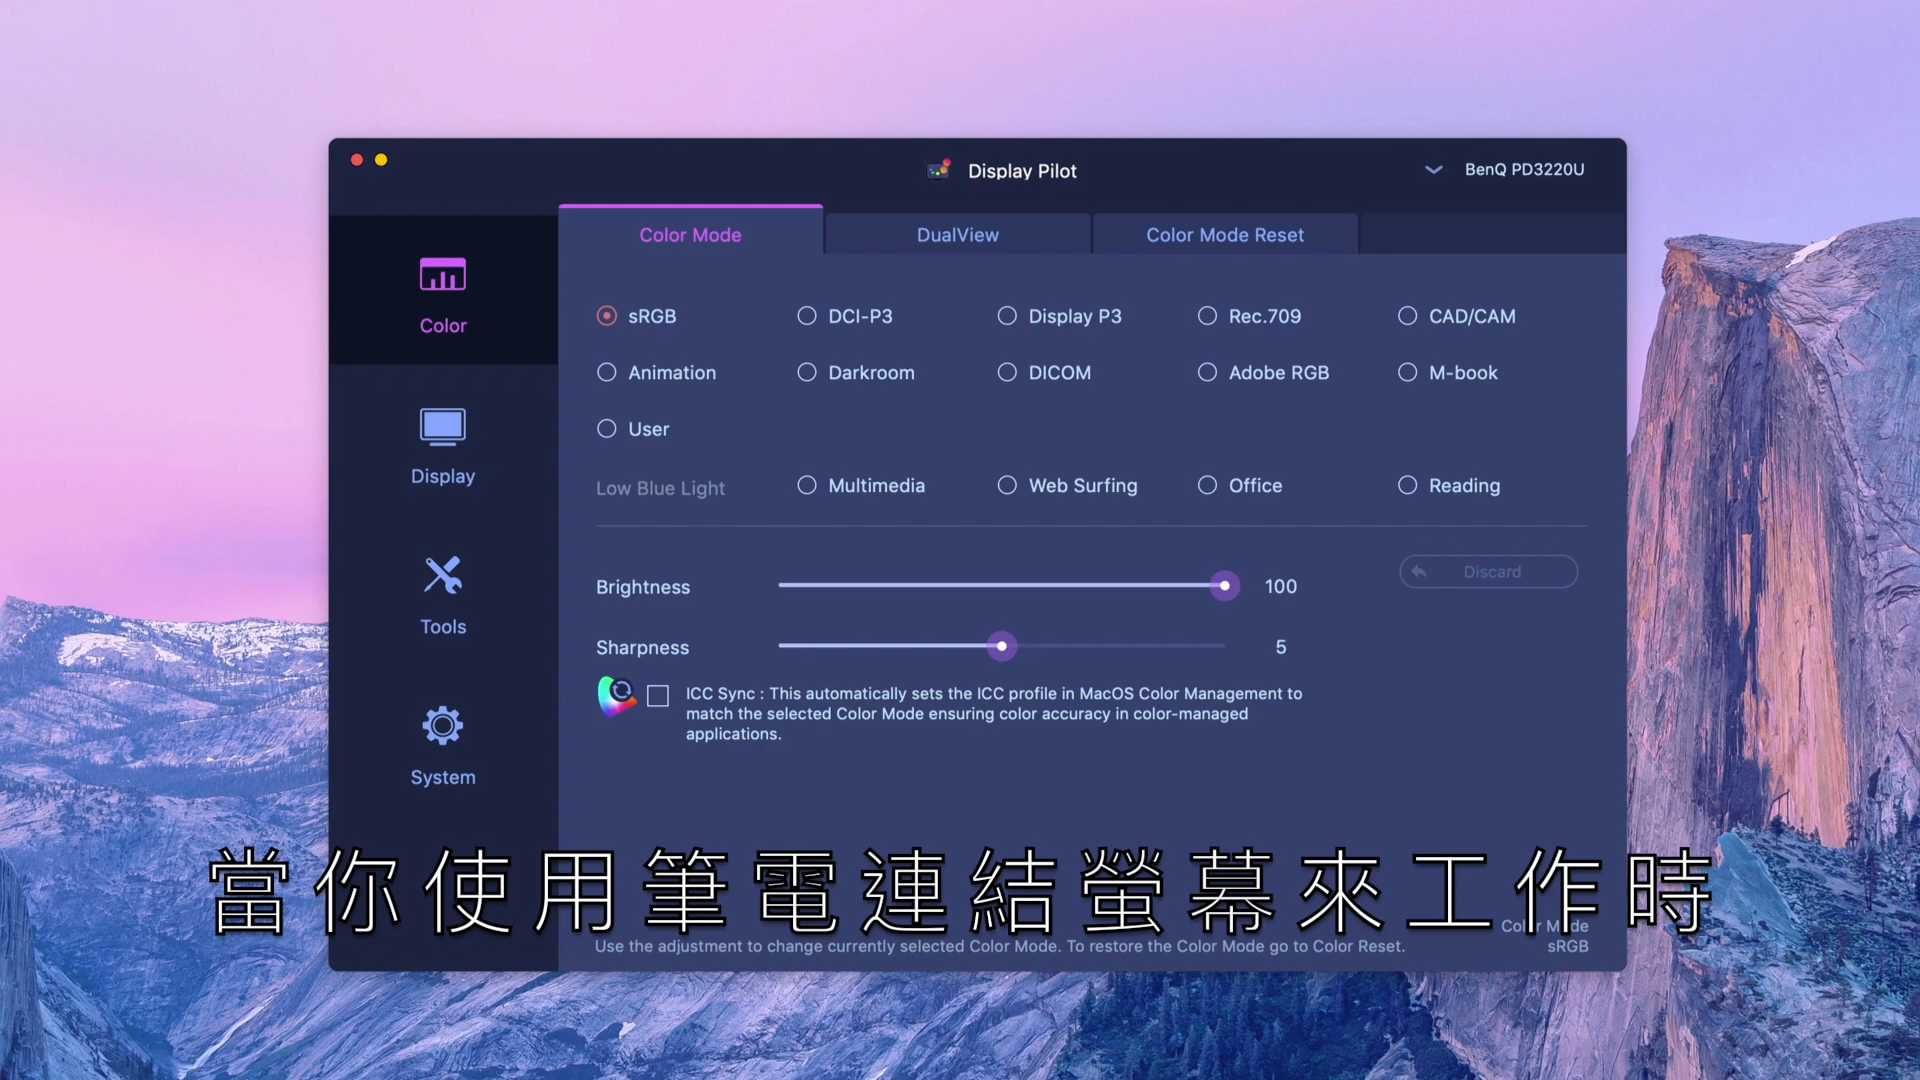 Display Pilot
BenQ PD3220U
Color Mode
DualView
Color Mode Reset
Color
Display
Tools
System
sRGB
DCI-P3
Display P3
Rec.709
CAD/CAM
Animation
Darkroom
DICOM
Adobe RGB
M-book
User
Low Blue Light
Multimedia
Web Surfing
Office
Reading
Brightness
100
Discard
Sharpness
5
ICC Sync : This automatically sets the ICC profile in MacOS Color Management to
match the selected Color Mode ensuring color accuracy in color-managed
applications.
當你使用筆電連結螢幕來工作時
Color Mode
Use the adjustment to change currently selected Color Mode. To restore the Color Mode go to Color Reset.
sRGB